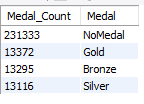 Medal_Count Medal
231333 NoMedal
13372 Gold
13295 Bronze
13116 Silver